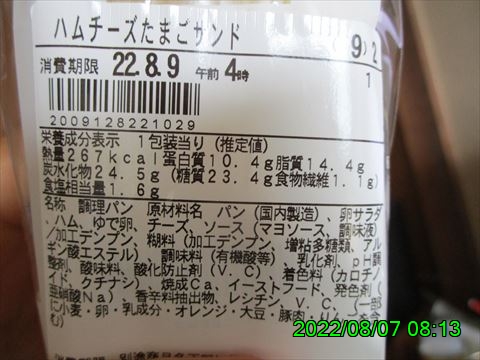 ハムチーズたまごサンド
9) 2
消費期限 22.8.9 午前 4時
1
2009128221029
栄養成分表示 1包装当り(推定値)
熱量267kcal蛋白質10.4g脂質14.4g
炭水化物24.5g(糖質23.4g食物繊維1.1g)
食塩相当量1.6g
名称 調理パン 原材料名 パン(国内製造)、卵サラダ
、ハム、ゆで卵、チーズ、ソース(マヨソース、調味液)
/加工デンプン、糊料(加工デンプン、増粘多糖類、アル
ギン酸エステル)、調味料(有機酸等)、乳化剤、pH調
整剤、酸味料、酸化防止剤(V.C)、着色料(カロチノ
イド、クチナシ)、焼成Ca、イーストフード、発色剤(
亜硝酸Na)、香辛料抽出物、レシチン、V.C、(一部
に小麦・卵・乳成分・オレンジ・大豆・豚肉・りんごを含
む)
2022/08/07 08:13